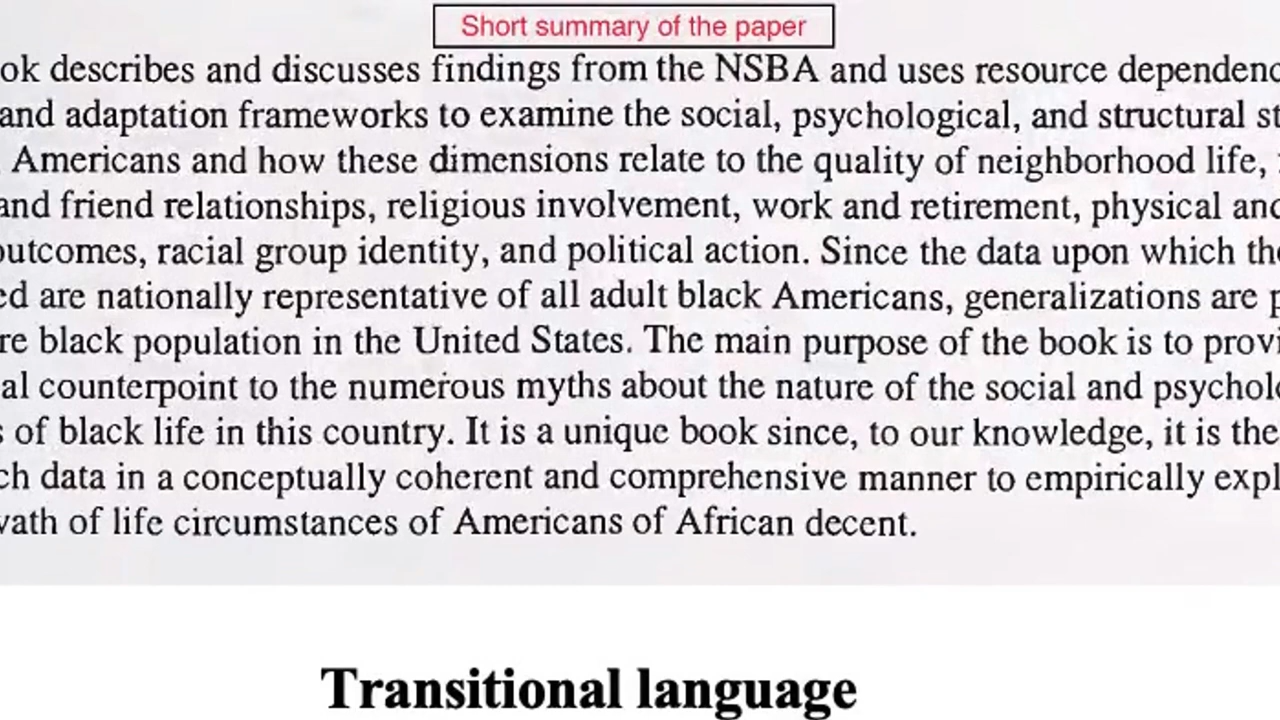 Short summary of the paper
ok describes and discusses findings from the NSBA and uses resource dependenc
and adaptation frameworks to examine the social, psychological, and structural st
Americans and how these dimensions relate to the quality of neighborhood life,
and friend relationships, religious involvement, work and retirement, physical and
outcomes, racial group identity, and political action. Since the data upon which the
ed are nationally representative of all adult black Americans, generalizations are p
re black population in the United States. The main purpose of the book is to provi
al counterpoint to the numerous myths about the nature of the social and psycholo
s of black life in this country. It is a unique book since, to our knowledge, it is the
ch data in a conceptually coherent and comprehensive manner to empirically expl
vath of life circumstances of Americans of African decent.
Transitional language